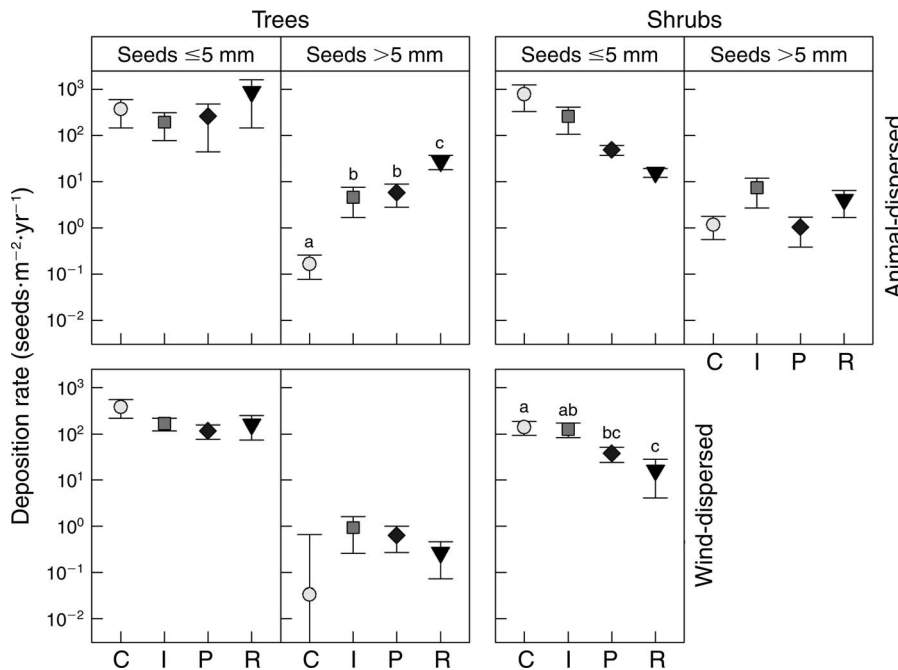 Trees
Shrubs
Seeds ≤5 mm
Seeds >5 mm
Seeds ≤5 mm
Seeds >5 mm
Deposition rate (seeds·m⁻²·yr⁻¹)
10³
10²
10¹
10⁰
10⁻¹
10⁻²
a
b
b
c
C
I
P
R
Animal-dispersed
10³
10²
10¹
10⁰
10⁻¹
10⁻²
a
ab
bc
c
Wind-dispersed
C
I
P
R
C
I
P
R
C
I
P
R